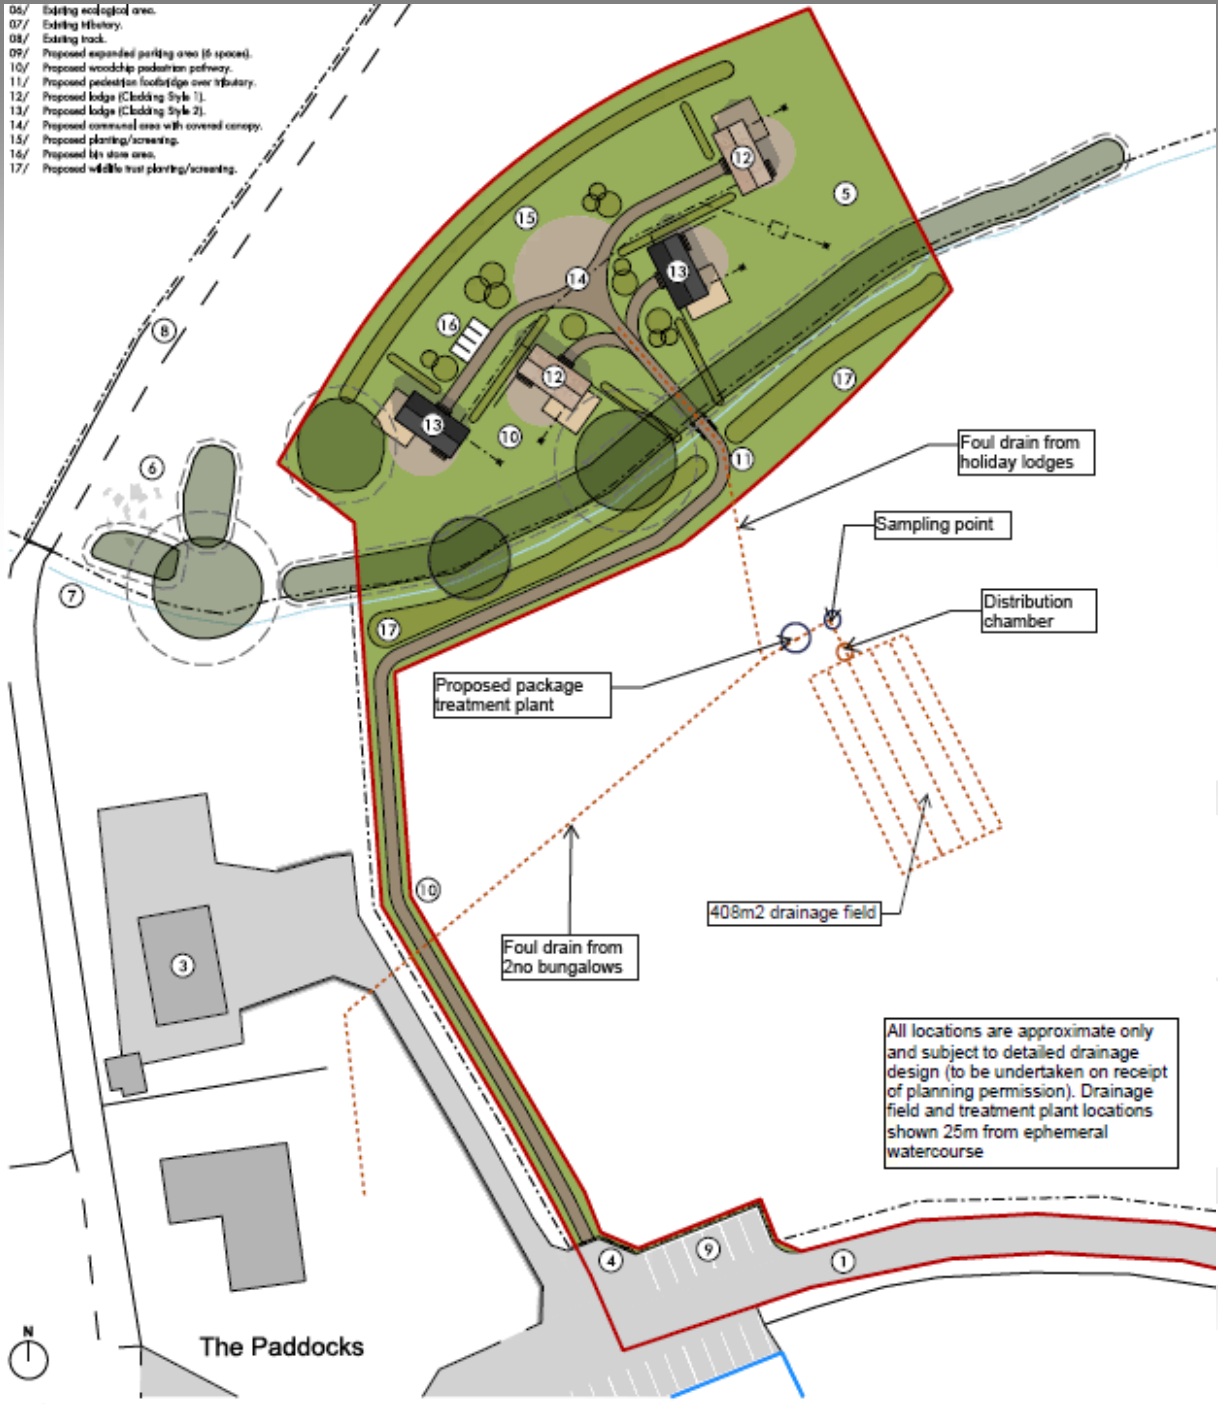 06/ Existing ecological area.
07/ Existing tributary.
08/ Existing track.
09/ Proposed expanded parking area (6 spaces).
10/ Proposed woodchip pedestrian pathway.
11/ Proposed pedestrian footbridge over tributary.
12/ Proposed lodge (Cladding Style 1).
13/ Proposed lodge (Cladding Style 2).
14/ Proposed communal area with covered canopy.
15/ Proposed planting/screening.
16/ Proposed bin store area.
17/ Proposed wildlife trust planting/screening.
12
5
15
13
14
16
8
12
17
13
10
11
Foul drain from
holiday lodges
6
Sampling point
7
Distribution
chamber
17
Proposed package
treatment plant
10
408m2 drainage field
Foul drain from
2no bungalows
3
All locations are approximate only
and subject to detailed drainage
design (to be undertaken on receipt
of planning permission). Drainage
field and treatment plant locations
shown 25m from ephemeral
watercourse
9
4
1
N
The Paddocks